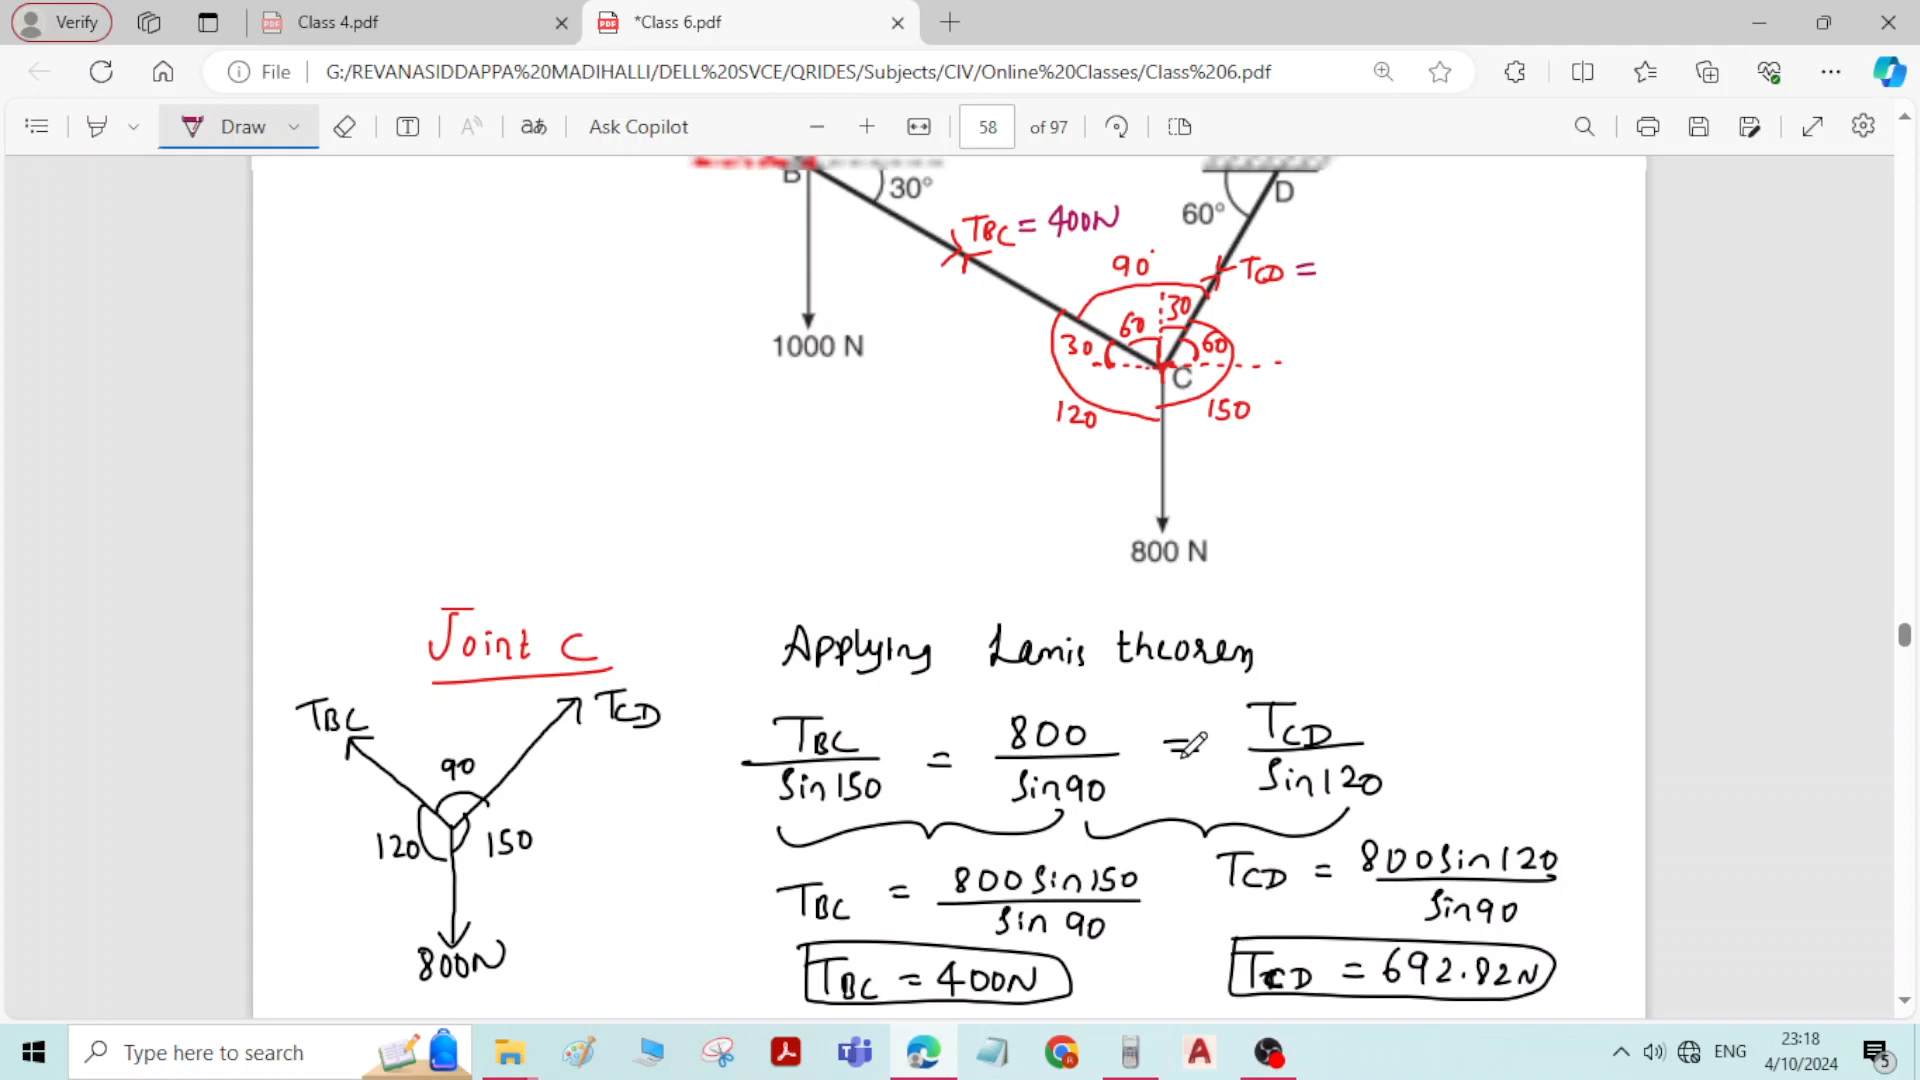 Verify
Class 4.pdf
*Class 6.pdf
File
G:/REVANASIDDAPPA%20MADIHALLI/DELL%20SVCE/QRIDES/Subjects/CIV/Online%20Classes/Class%206.pdf
Draw
Ask Copilot
58 of 97
B 30°
D
60°
TBC = 400N
TCD =
90°
30
60
30
60
C
120
150
1000 N
800 N
Joint C
Applying Lamis theorem
TBC
TCD
90
120
150
800N
TBC / Sin150 = 800 / Sin90 = TCD / Sin120
TBC = 800 Sin150 / Sin 90
TCD = 800 Sin120 / Sin90
TBC = 400N
TCD = 692.82N
Type here to search
ENG
23:18
4/10/2024
5